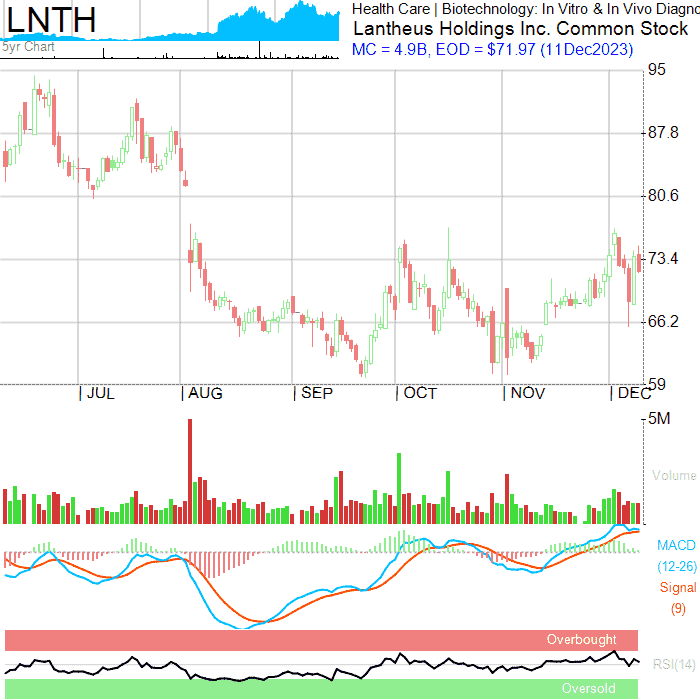 LNTH
5yr Chart
Health Care | Biotechnology: In Vitro & In Vivo Diagno
Lantheus Holdings Inc. Common Stock
MC = 4.9B, EOD = $71.97 (11Dec2023)
95
87.8
80.6
73.4
66.2
59
| JUL | AUG | SEP | OCT | NOV | DEC
5M
Volume
MACD
(12-26)
Signal
(9)
Overbought
RSI(14)
Oversold